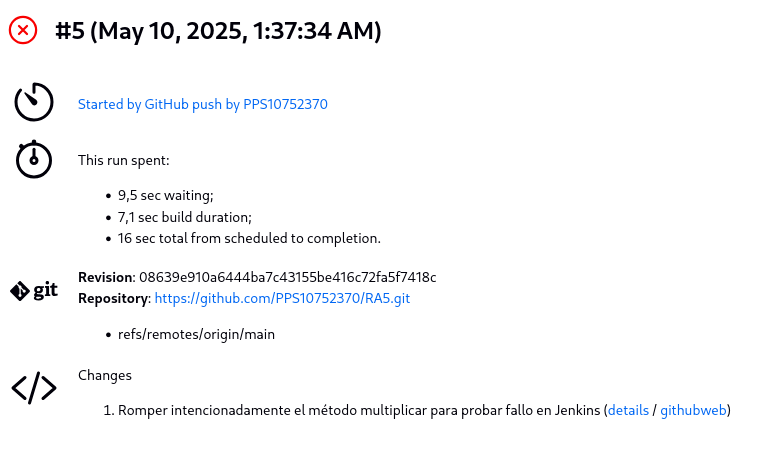 #5 (May 10, 2025, 1:37:34 AM)
Started by GitHub push by PPS10752370
This run spent:
• 9,5 sec waiting;
• 7,1 sec build duration;
• 16 sec total from scheduled to completion.
git
Revision: 08639e910a6444ba7c43155be416c72fa5f7418c
Repository: https://github.com/PPS10752370/RA5.git
• refs/remotes/origin/main
Changes
1. Romper intencionadamente el método multiplicar para probar fallo en Jenkins (details / githubweb)